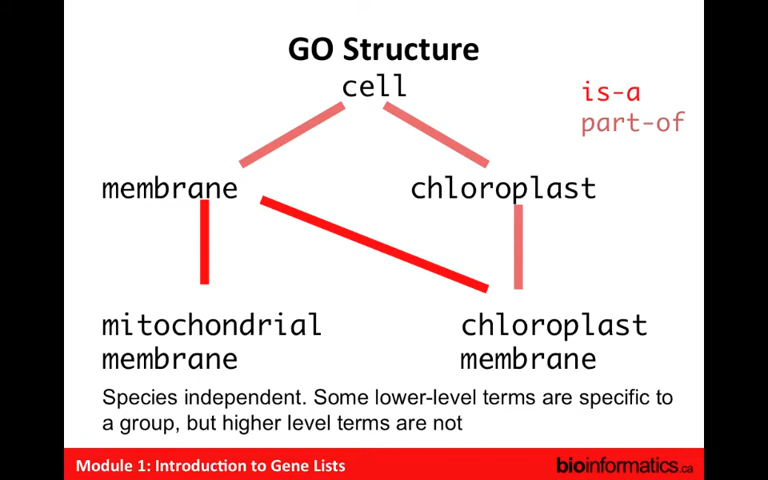 GO Structure
cell
is-a
part-of
membrane
chloroplast
mitochondrial
membrane
chloroplast
membrane
Species independent. Some lower-level terms are specific to
a group, but higher level terms are not
Module 1: Introduction to Gene Lists
bioinformatics.ca